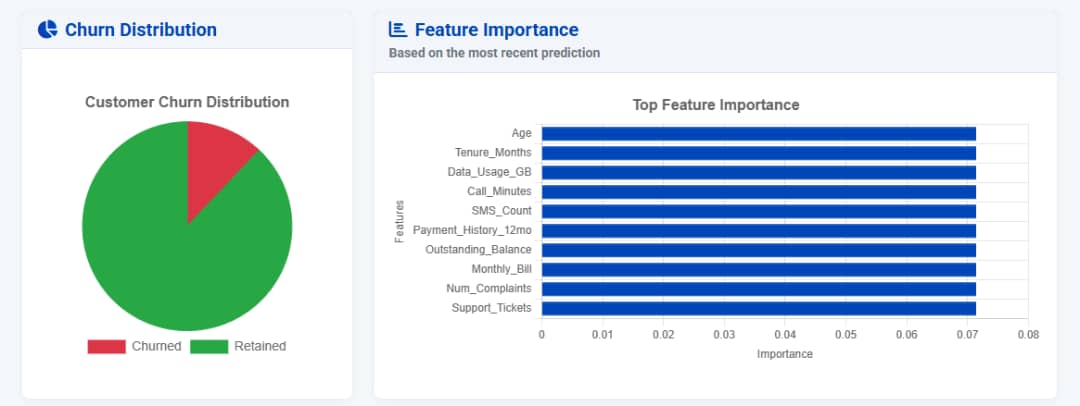 Churn Distribution
Customer Churn Distribution
Churned Retained
Feature Importance
Based on the most recent prediction
Top Feature Importance
Features
Age
Tenure_Months
Data_Usage_GB
Call_Minutes
SMS_Count
Payment_History_12mo
Outstanding_Balance
Monthly_Bill
Num_Complaints
Support_Tickets
0 0.01 0.02 0.03 0.04 0.05 0.06 0.07 0.08
Importance